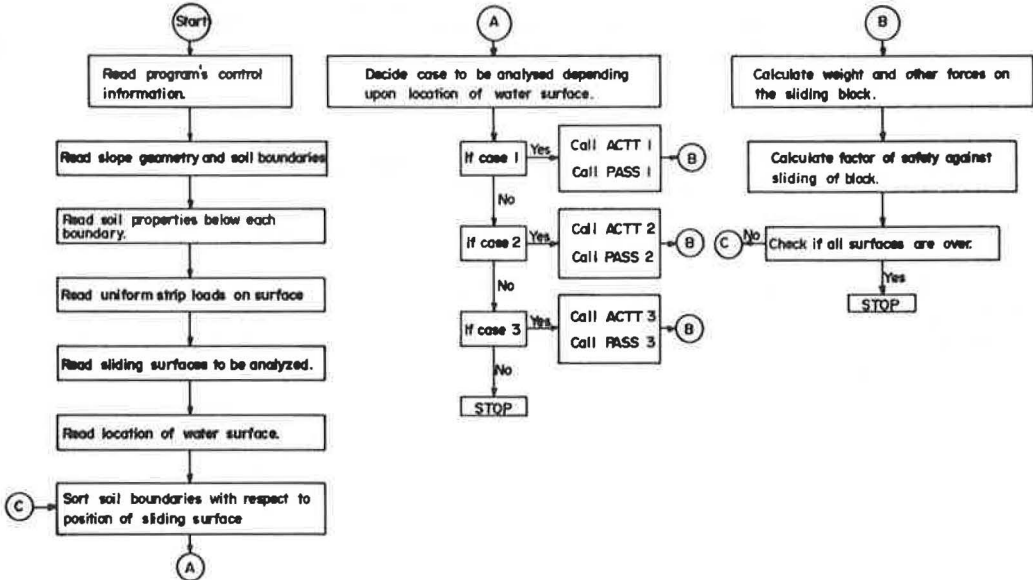 Start
Read program's control
information.
Read slope geometry and soil boundaries
Read soil properties below each
boundary.
Read uniform strip loads on surface
Read sliding surfaces to be analyzed.
Read location of water surface.
C
Sort soil boundaries with respect to
position of sliding surface
A
A
Decide case to be analysed depending
upon location of water surface.
If case 1
Yes
Call ACTT 1
Call PASS 1
B
No
If case 2
Yes
Call ACTT 2
Call PASS 2
B
No
If case 3
Yes
Call ACTT 3
Call PASS 3
B
No
STOP
B
Calculate weight and other forces on
the sliding block.
Calculate factor of safety against
sliding of block.
C
No
Check if all surfaces are over.
Yes
STOP